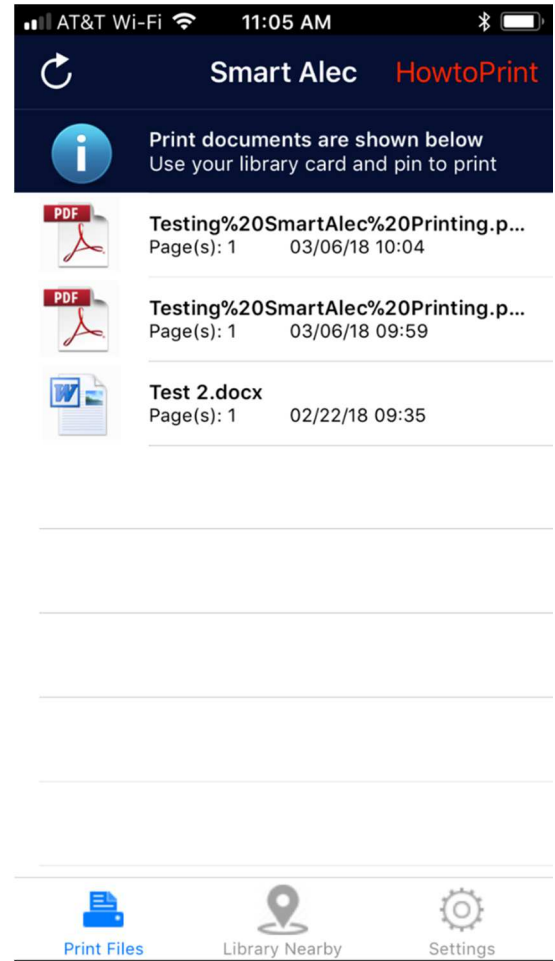 AT&T Wi-Fi 11:05 AM
Smart Alec HowtoPrint
Print documents are shown below
Use your library card and pin to print
PDF
Testing%20SmartAlec%20Printing.p...
Page(s): 1 03/06/18 10:04
PDF
Testing%20SmartAlec%20Printing.p...
Page(s): 1 03/06/18 09:59
W
Test 2.docx
Page(s): 1 02/22/18 09:35
Print Files Library Nearby Settings